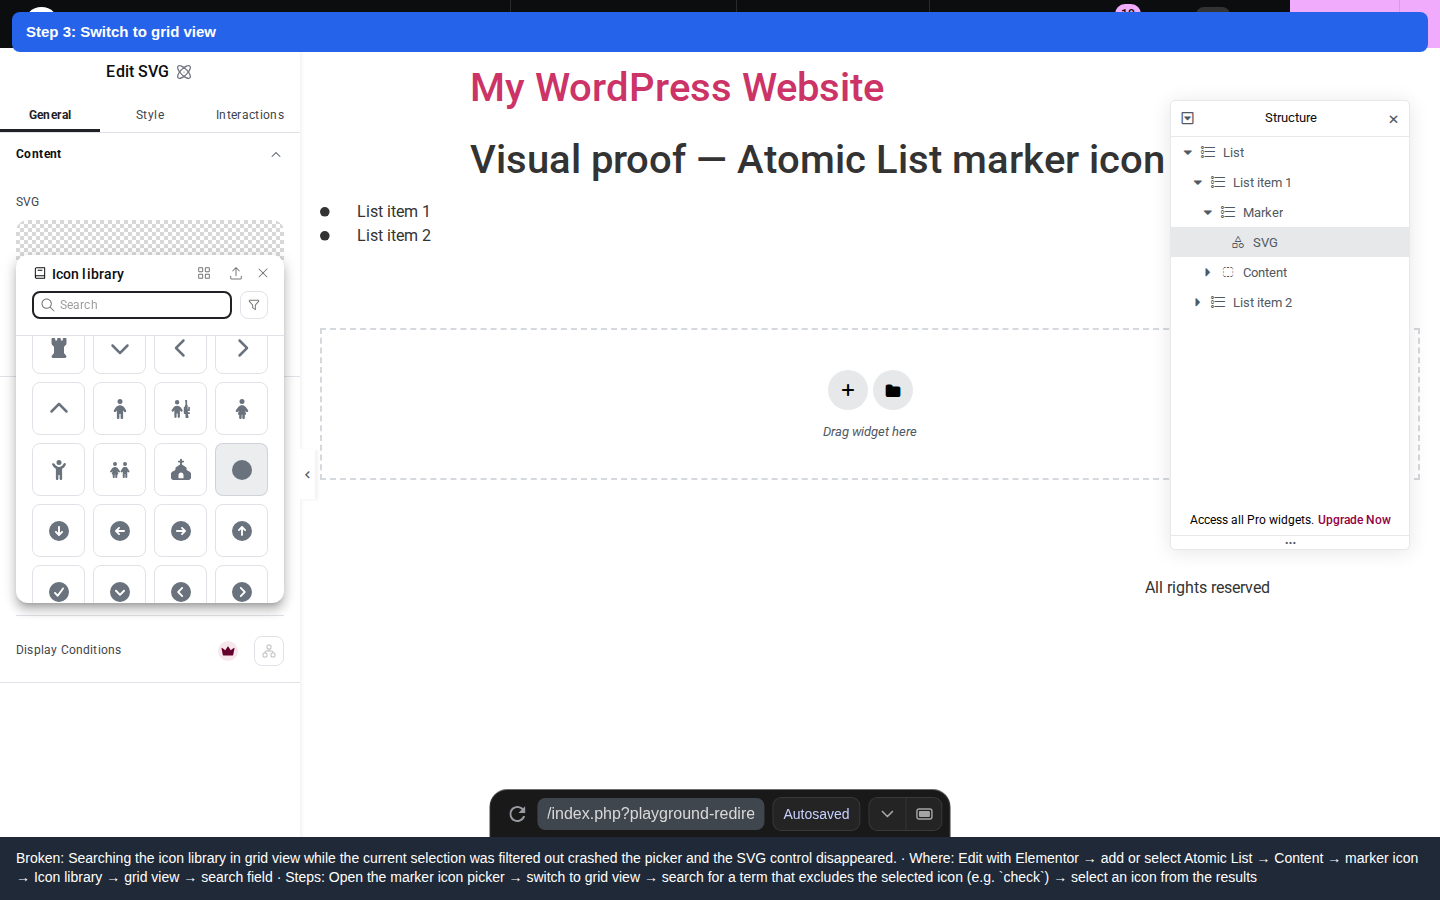 Step 3: Switch to grid view
Edit SVG
General
Style
Interactions
Content
SVG
Icon library
Search
Display Conditions
My WordPress Website
Visual proof — Atomic List marker icon
List item 1
List item 2
Drag widget here
All rights reserved
Structure
List
List item 1
Marker
SVG
Content
List item 2
Access all Pro widgets. Upgrade Now
/index.php?playground-redire
Autosaved
Broken: Searching the icon library in grid view while the current selection was filtered out crashed the picker and the SVG control disappeared. · Where: Edit with Elementor → add or select Atomic List → Content → marker icon
→ Icon library → grid view → search field · Steps: Open the marker icon picker → switch to grid view → search for a term that excludes the selected icon (e.g. `check`) → select an icon from the results